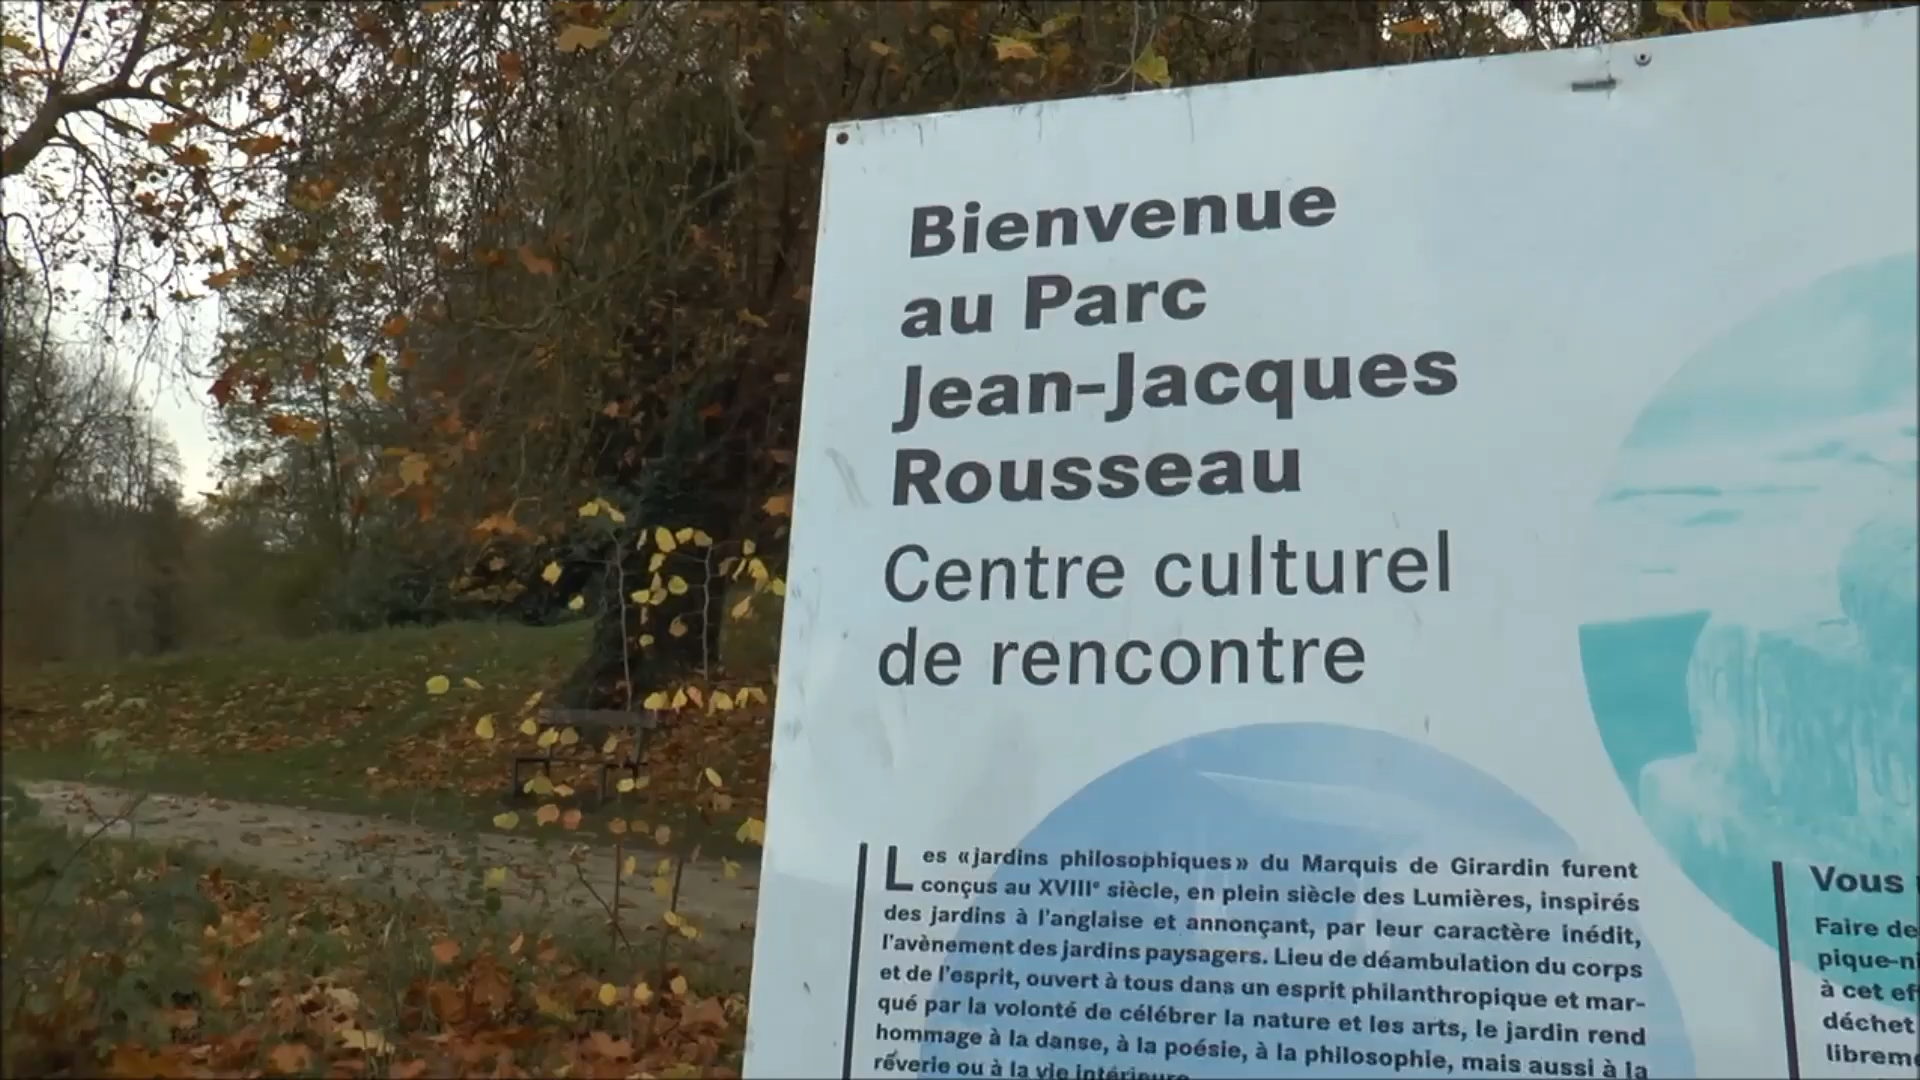 Bienvenue
au Parc
Jean-Jacques
Rousseau
Centre culturel
de rencontre
Les «jardins philosophiques» du Marquis de Girardin furent
conçus au XVIIIᵉ siècle, en plein siècle des Lumières, inspirés
des jardins à l'anglaise et annonçant, par leur caractère inédit,
l'avènement des jardins paysagers. Lieu de déambulation du corps
et de l'esprit, ouvert à tous dans un esprit philanthropique et mar-
qué par la volonté de célébrer la nature et les arts, le jardin rend
hommage à la danse, à la poésie, à la philosophie, mais aussi à la
rêverie ou à la vie intérieure
Vous
Faire de
pique-ni
à cet ef
déchet
librem